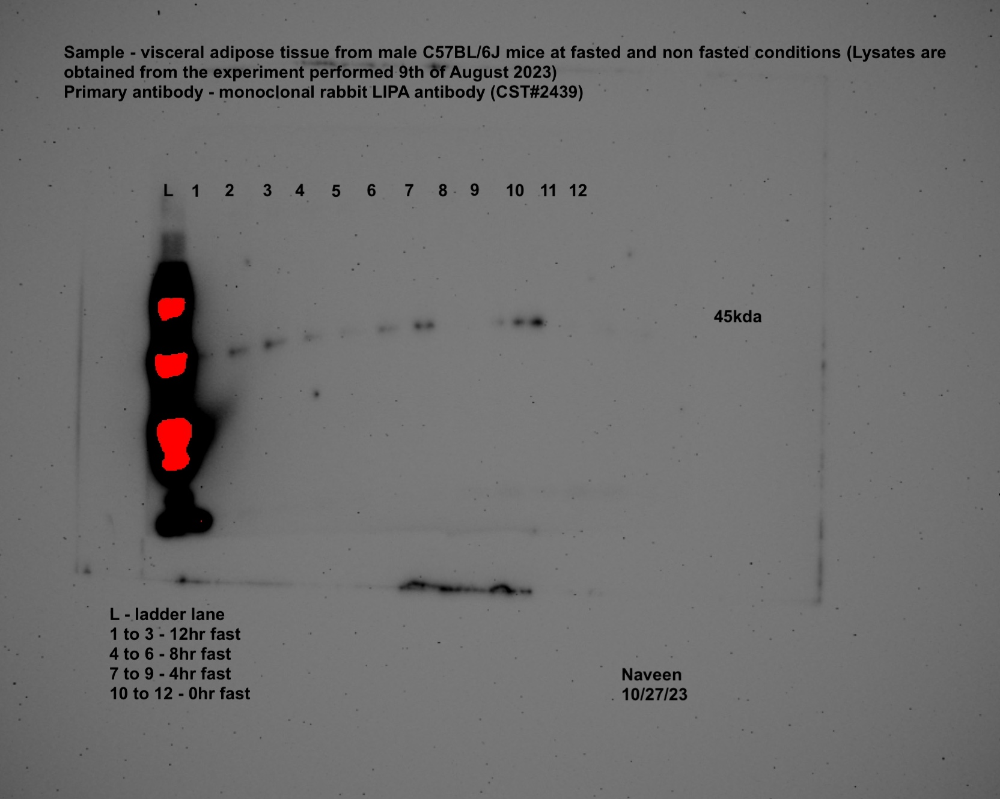 Sample - visceral adipose tissue from male C57BL/6J mice at fasted and non fasted conditions (Lysates are
obtained from the experiment performed 9th of August 2023)
Primary antibody - monoclonal rabbit LIPA antibody (CST#2439)
L 1 2 3 4 5 6 7 8 9 10 11 12
45kda
L - ladder lane
1 to 3 - 12hr fast
4 to 6 - 8hr fast
7 to 9 - 4hr fast
10 to 12 - 0hr fast
Naveen
10/27/23